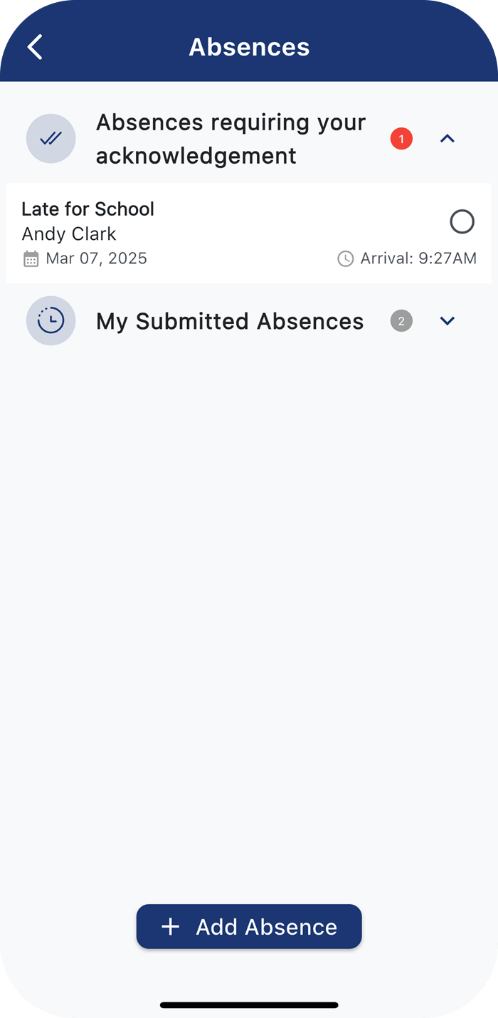 Absences
Absences requiring your
acknowledgement
1
Late for School
Andy Clark
Mar 07, 2025
Arrival: 9:27AM
My Submitted Absences
2
+ Add Absence